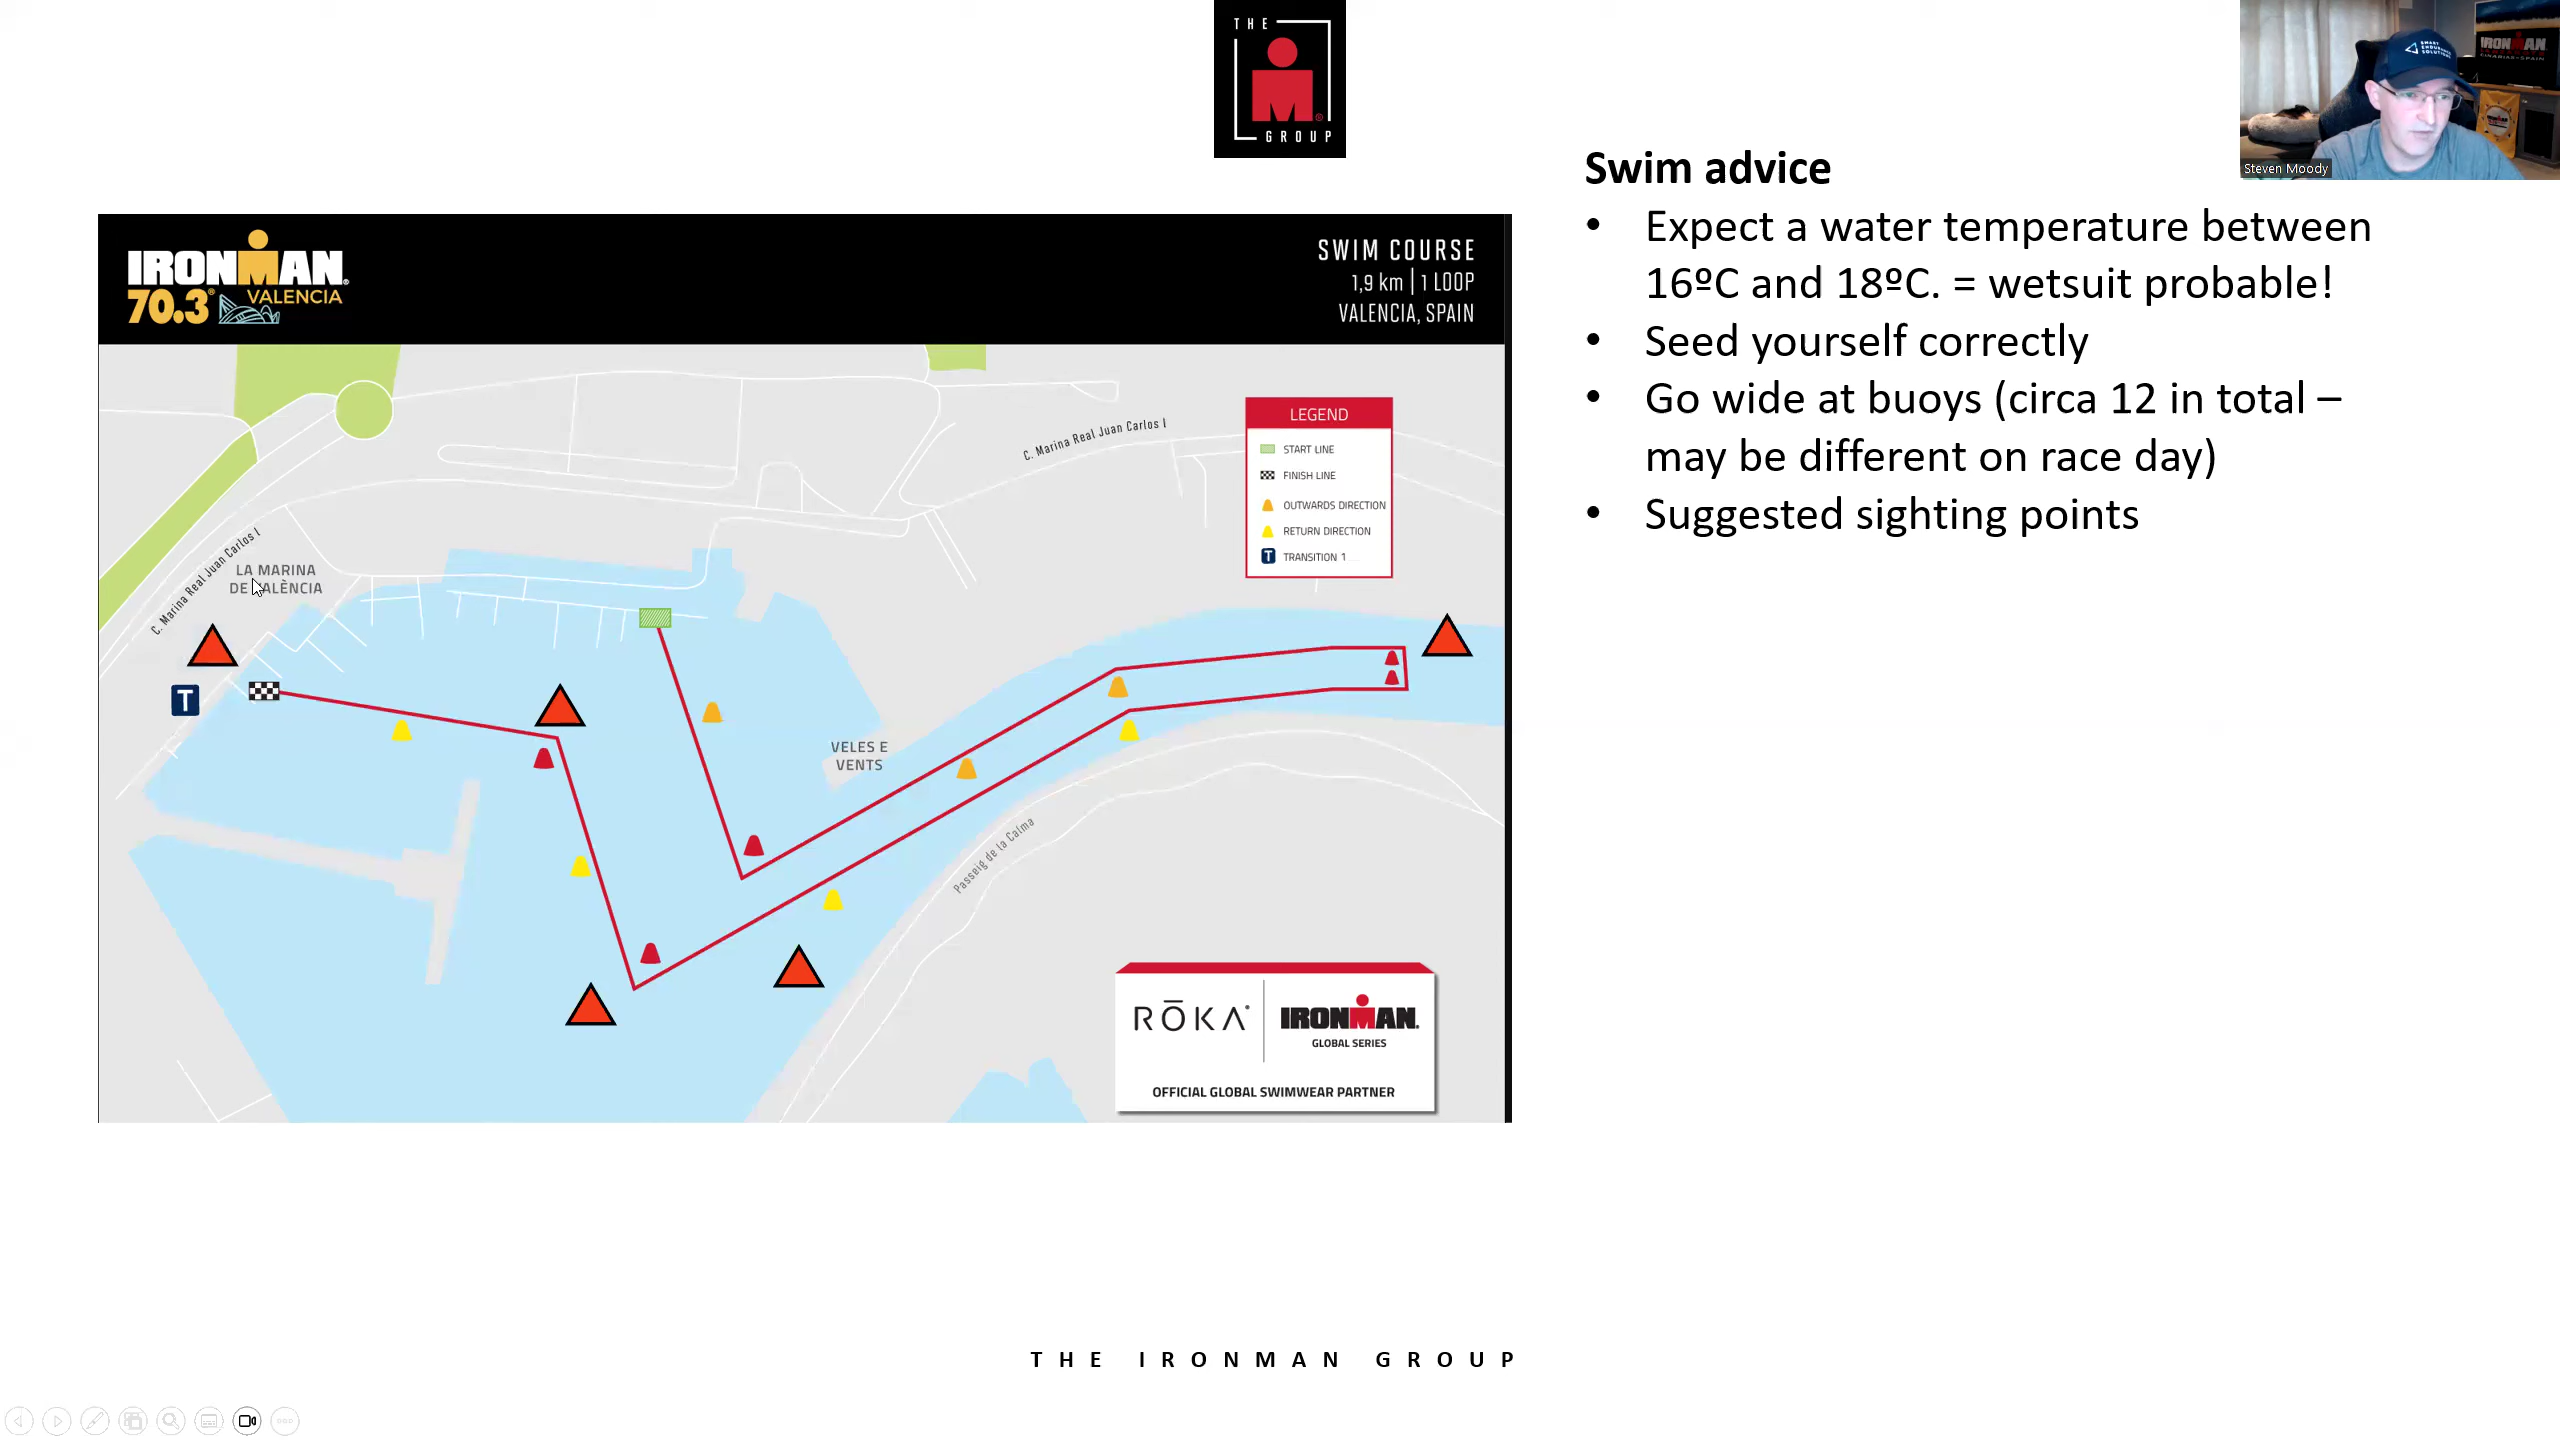 THE
GROUP
Steven Moody
SMART
ENDURANCE
SOLUTIONS
IRONMAN
Swim advice
• Expect a water temperature between
16ºC and 18ºC. = wetsuit probable!
• Seed yourself correctly
• Go wide at buoys (circa 12 in total –
may be different on race day)
• Suggested sighting points
IRONMAN®
70.3® VALENCIA
SWIM COURSE
1,9 km | 1 LOOP
VALENCIA, SPAIN
C. Marina Real Juan Carlos I
LEGEND
START LINE
FINISH LINE
OUTWARDS DIRECTION
RETURN DIRECTION
T TRANSITION 1
C. Marina Real Juan Carlos I
LA MARINA
DE VALÈNCIA
T
VELES E
VENTS
Passeig de la Calma
RŌKA®
IRONMAN®
GLOBAL SERIES
OFFICIAL GLOBAL SWIMWEAR PARTNER
THE IRONMAN GROUP